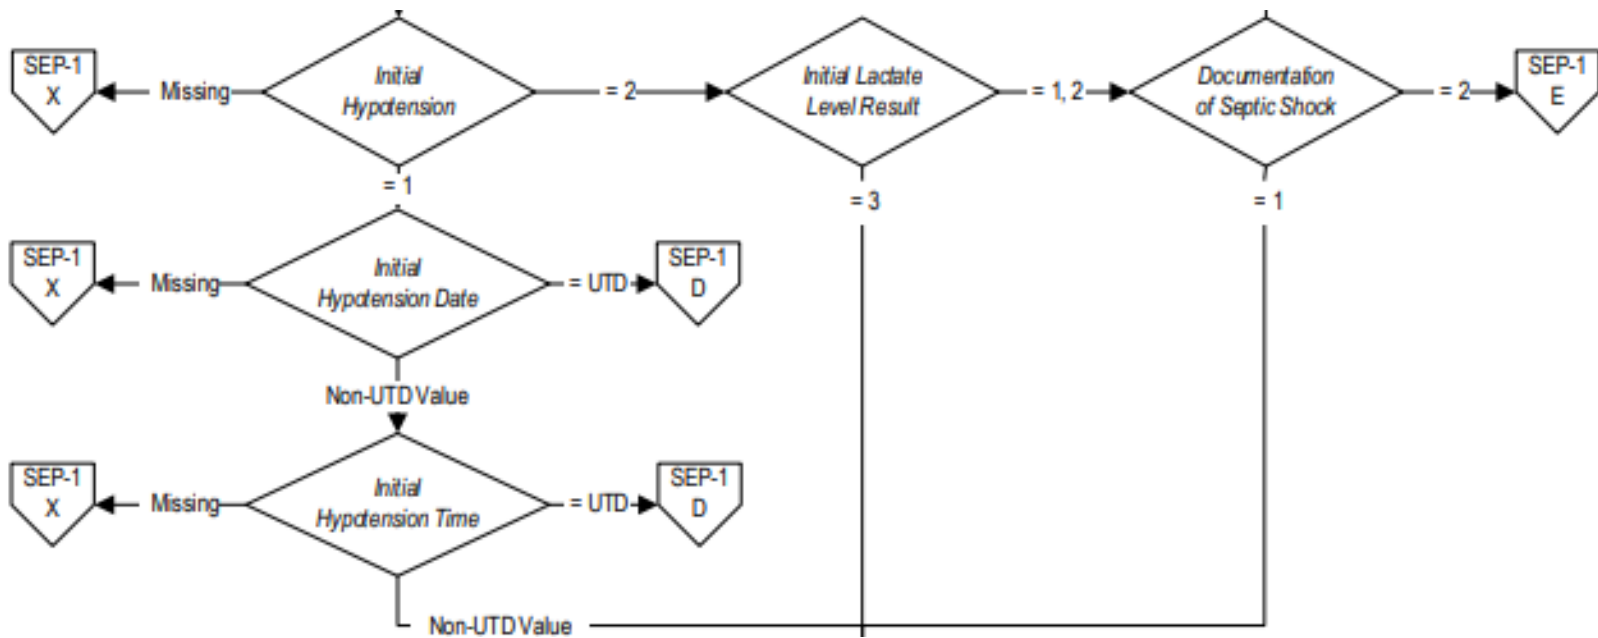 SEP-1
X
Missing
Initial
Hypotension
= 2
Initial Lactate
Level Result
= 1, 2
Documentation
of Septic Shock
= 2
SEP-1
E
= 1
= 3
= 1
SEP-1
X
Missing
Initial
Hypotension Date
= UTD
SEP-1
D
Non-UTD Value
SEP-1
X
Missing
Initial
Hypotension Time
= UTD
SEP-1
D
Non-UTD Value